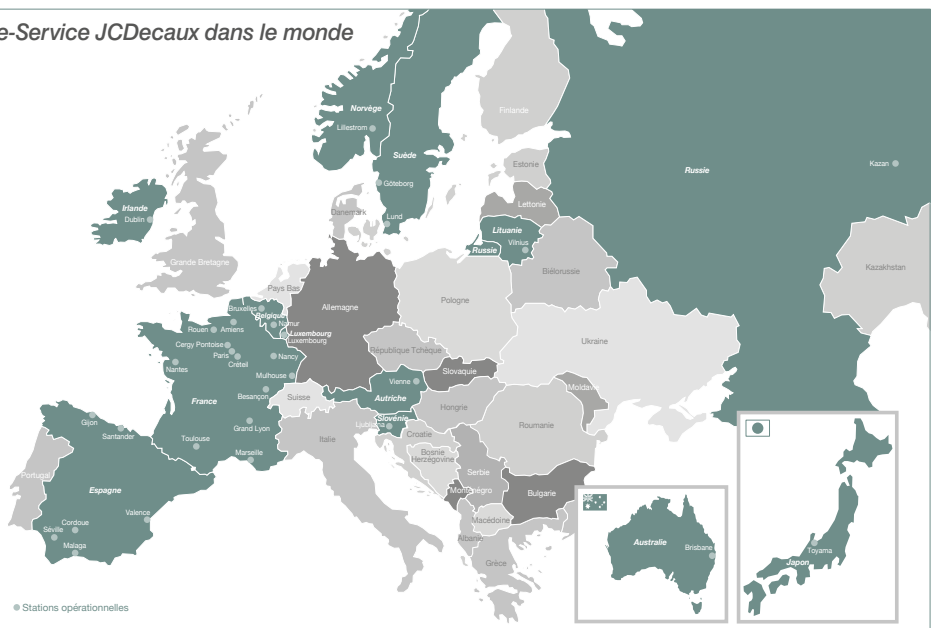 e-Service JCDecaux dans le monde
Finlande
Norvège
Lillestrom
Suède
Russie
Kazan
Estonie
Göteborg
Lettonie
Irlande
Dublin
Danemark
Lund
Lituanie
Vilnius
Russie
Grande Bretagne
Biélorussie
Kazakhstan
Pays Bas
Allemagne
Pologne
Bruxelles
Belgique
Namur
Rouen
Amiens
Luxembourg
Luxembourg
Ukraine
Cergy Pontoise
Paris
Créteil
Nancy
République Tchèque
Nantes
Mulhouse
Vienne
Slovaquie
Besançon
Suisse
Autriche
Moldavie
France
Hongrie
Slovénie
Ljubljana
Gijon
Santander
Grand Lyon
Roumanie
Toulouse
Italie
Croatie
Marseille
Bosnie
Herzégovine
Serbie
Portugal
Espagne
Monténégro
Bulgarie
Valence
Cordoue
Séville
Malaga
Macédoine
Albanie
Grèce
Australie
Brisbane
Toyama
Japon
Stations opérationnelles